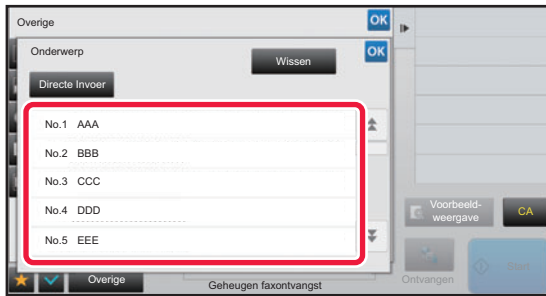 Overige
OK
Onderwerp
Wissen
OK
Directe Invoer
No.1 AAA
No.2 BBB
No.3 CCC
No.4 DDD
No.5 EEE
Voorbeeld-
weergave
CA
Ontvangen
Start
Overige
Geheugen faxontvangst